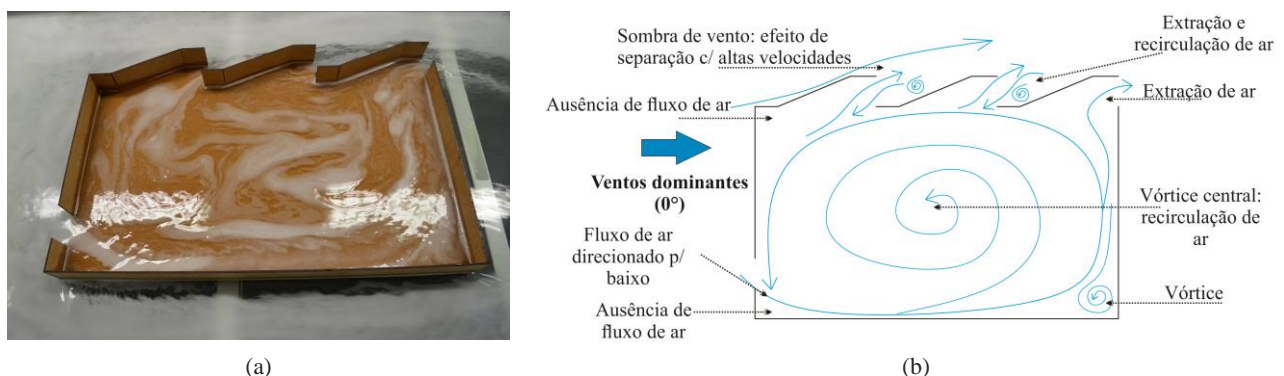 Sombra de vento: efeito de
separação c/ altas velocidades
Extração e
recirculação de ar
Ausência de fluxo de ar
Extração de ar
Ventos dominantes
(0°)
Vórtice central:
recirculação de
ar
Fluxo de ar
direcionado p/
baixo
Vórtice
Ausência de
fluxo de ar
(a)
(b)